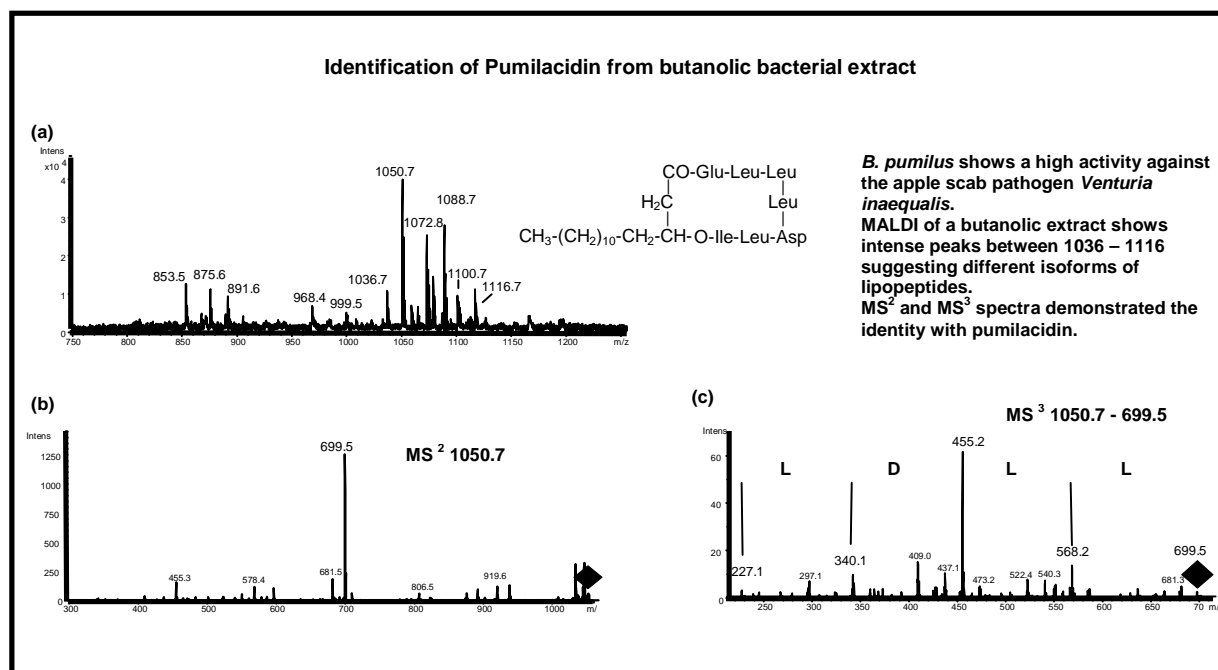 Identification of Pumilacidin from butanolic bacterial extract
(a)
Intens
x10 4
4
3
2
1
0
853.5
875.6
891.6
968.4
999.5
1036.7
1050.7
1072.8
1088.7
1100.7
1116.7
750 800 850 900 950 1000 1050 1100 1150 1200 m/z
CO-Glu-Leu-Leu
H2C Leu
CH3-(CH2)10-CH2-CH-O-Ile-Leu-Asp
B. pumilus shows a high activity against
the apple scab pathogen Venturia
inaequalis.
MALDI of a butanolic extract shows
intense peaks between 1036 – 1116
suggesting different isoforms of
lipopeptides.
MS2 and MS3 spectra demonstrated the
identity with pumilacidin.
(b)
MS 2 1050.7
Intens
1250
1000
750
500
250
0
455.3
578.4
681.5
699.5
806.5
919.6
300 400 500 600 700 800 900 1000 m/
(c)
MS 3 1050.7 - 699.5
Intens
60
40
20
0
L D L L
227.1
297.1
340.1
409.0
437.1
455.2
473.2
522.4
540.3
568.2
681.3
699.5
250 300 350 400 450 500 550 600 650 70 m/